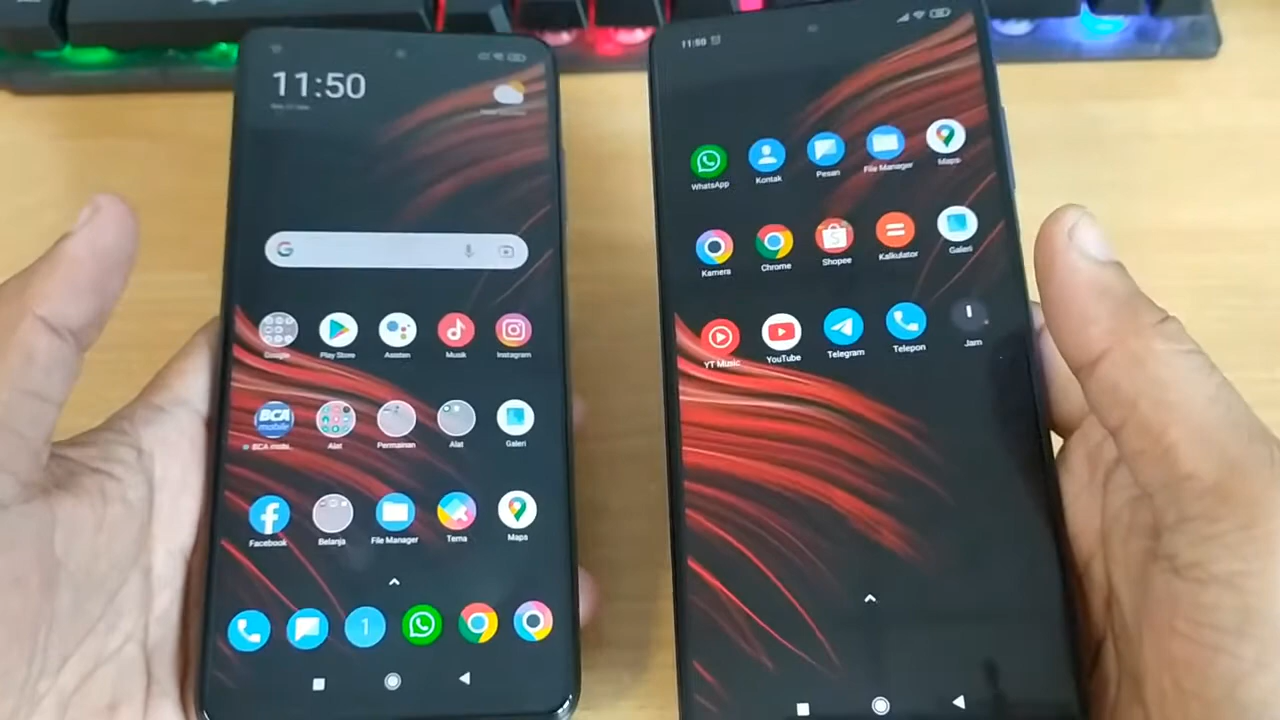 11:50
Google
Play Store
Asisten
Musik
Instagram
BCA
mobile
BCA mobi...
Alat
Permainan
Alat
Galeri
Facebook
Belanja
File Manager
Tema
Maps
1
11:50
WhatsApp
Kontak
Pesan
File Manager
Maps
Kamera
Chrome
Shopee
Kalkulator
Galeri
YT Music
YouTube
Telegram
Telepon
Jam